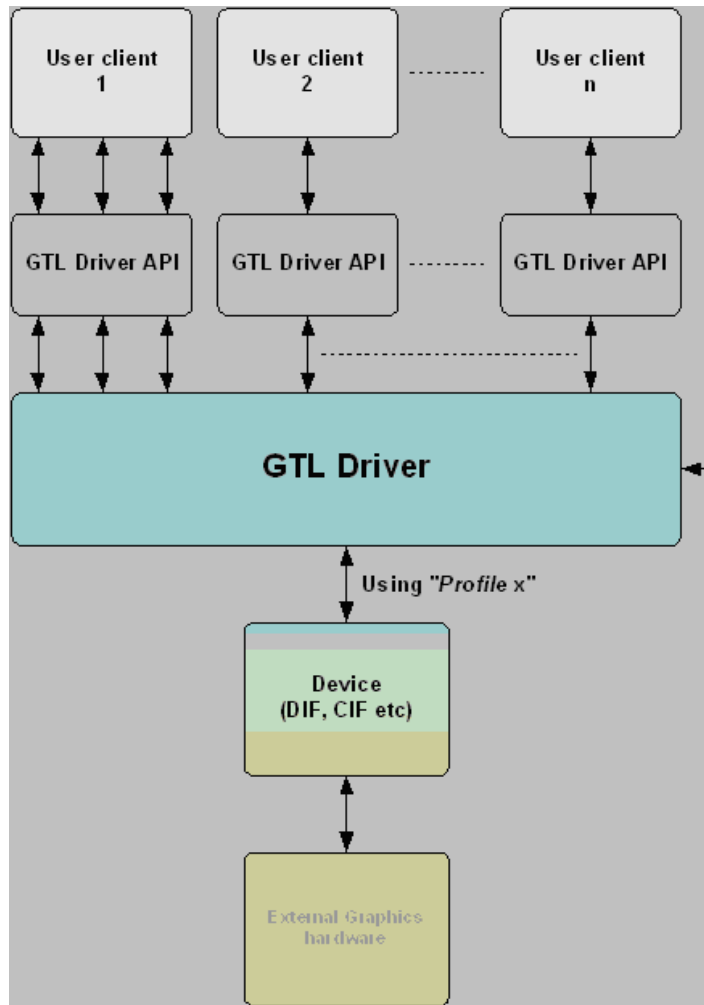 User client
1
User client
2
User client
n
GTL Driver API
GTL Driver API
GTL Driver API
GTL Driver
Using "Profile x"
Device
(DIF, CIF etc)
External Graphics
hardware